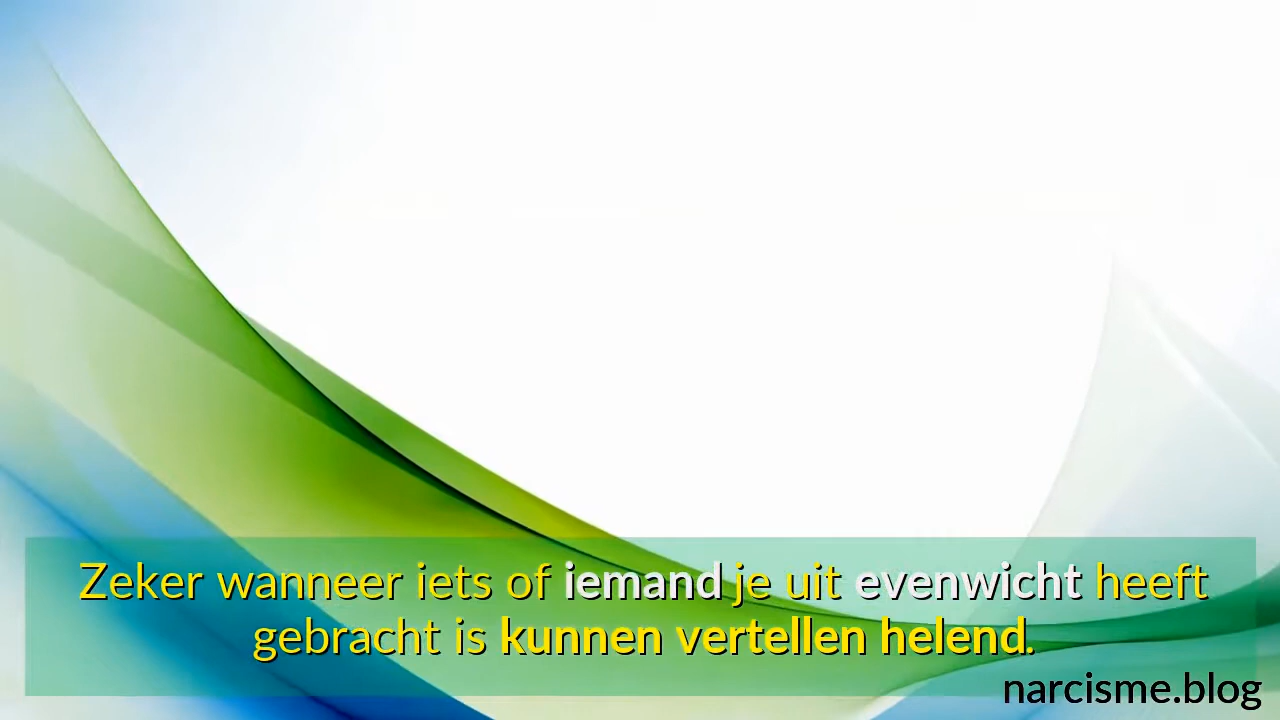 Zeker wanneer iets of iemand je uit evenwicht heeft
gebracht is kunnen vertellen helend.
narcisme.blog